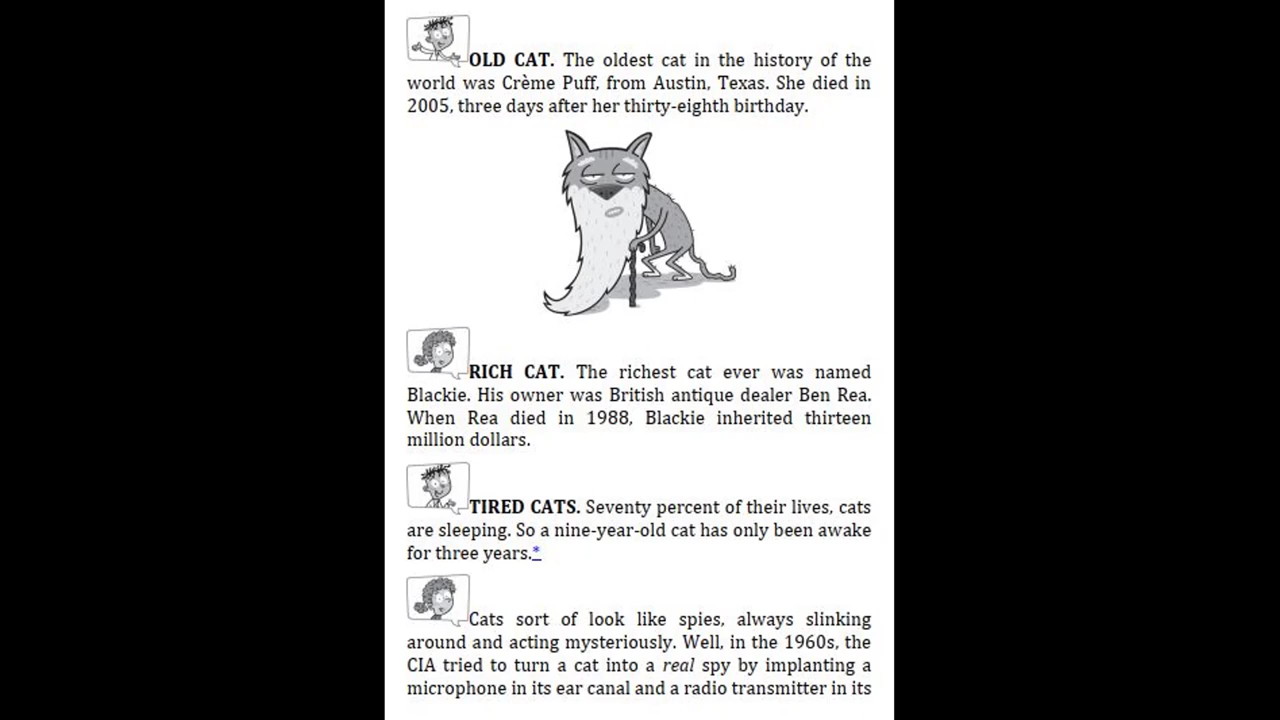 OLD CAT. The oldest cat in the history of the
world was Crème Puff, from Austin, Texas. She died in
2005, three days after her thirty-eighth birthday.
RICH CAT. The richest cat ever was named
Blackie. His owner was British antique dealer Ben Rea.
When Rea died in 1988, Blackie inherited thirteen
million dollars.
TIRED CATS. Seventy percent of their lives, cats
are sleeping. So a nine-year-old cat has only been awake
for three years.*
Cats sort of look like spies, always slinking
around and acting mysteriously. Well, in the 1960s, the
CIA tried to turn a cat into a real spy by implanting a
microphone in its ear canal and a radio transmitter in its